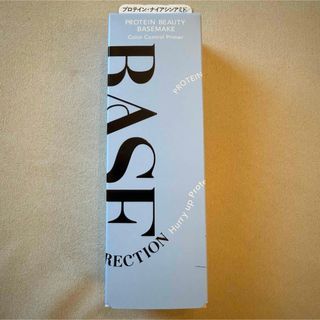 プロテイン・ナイアシンアミド
PROTEIN BEAUTY
BASEMAKE
Color Control Primer
BASE
PROTEIN
RECTION
Hurry up Prote